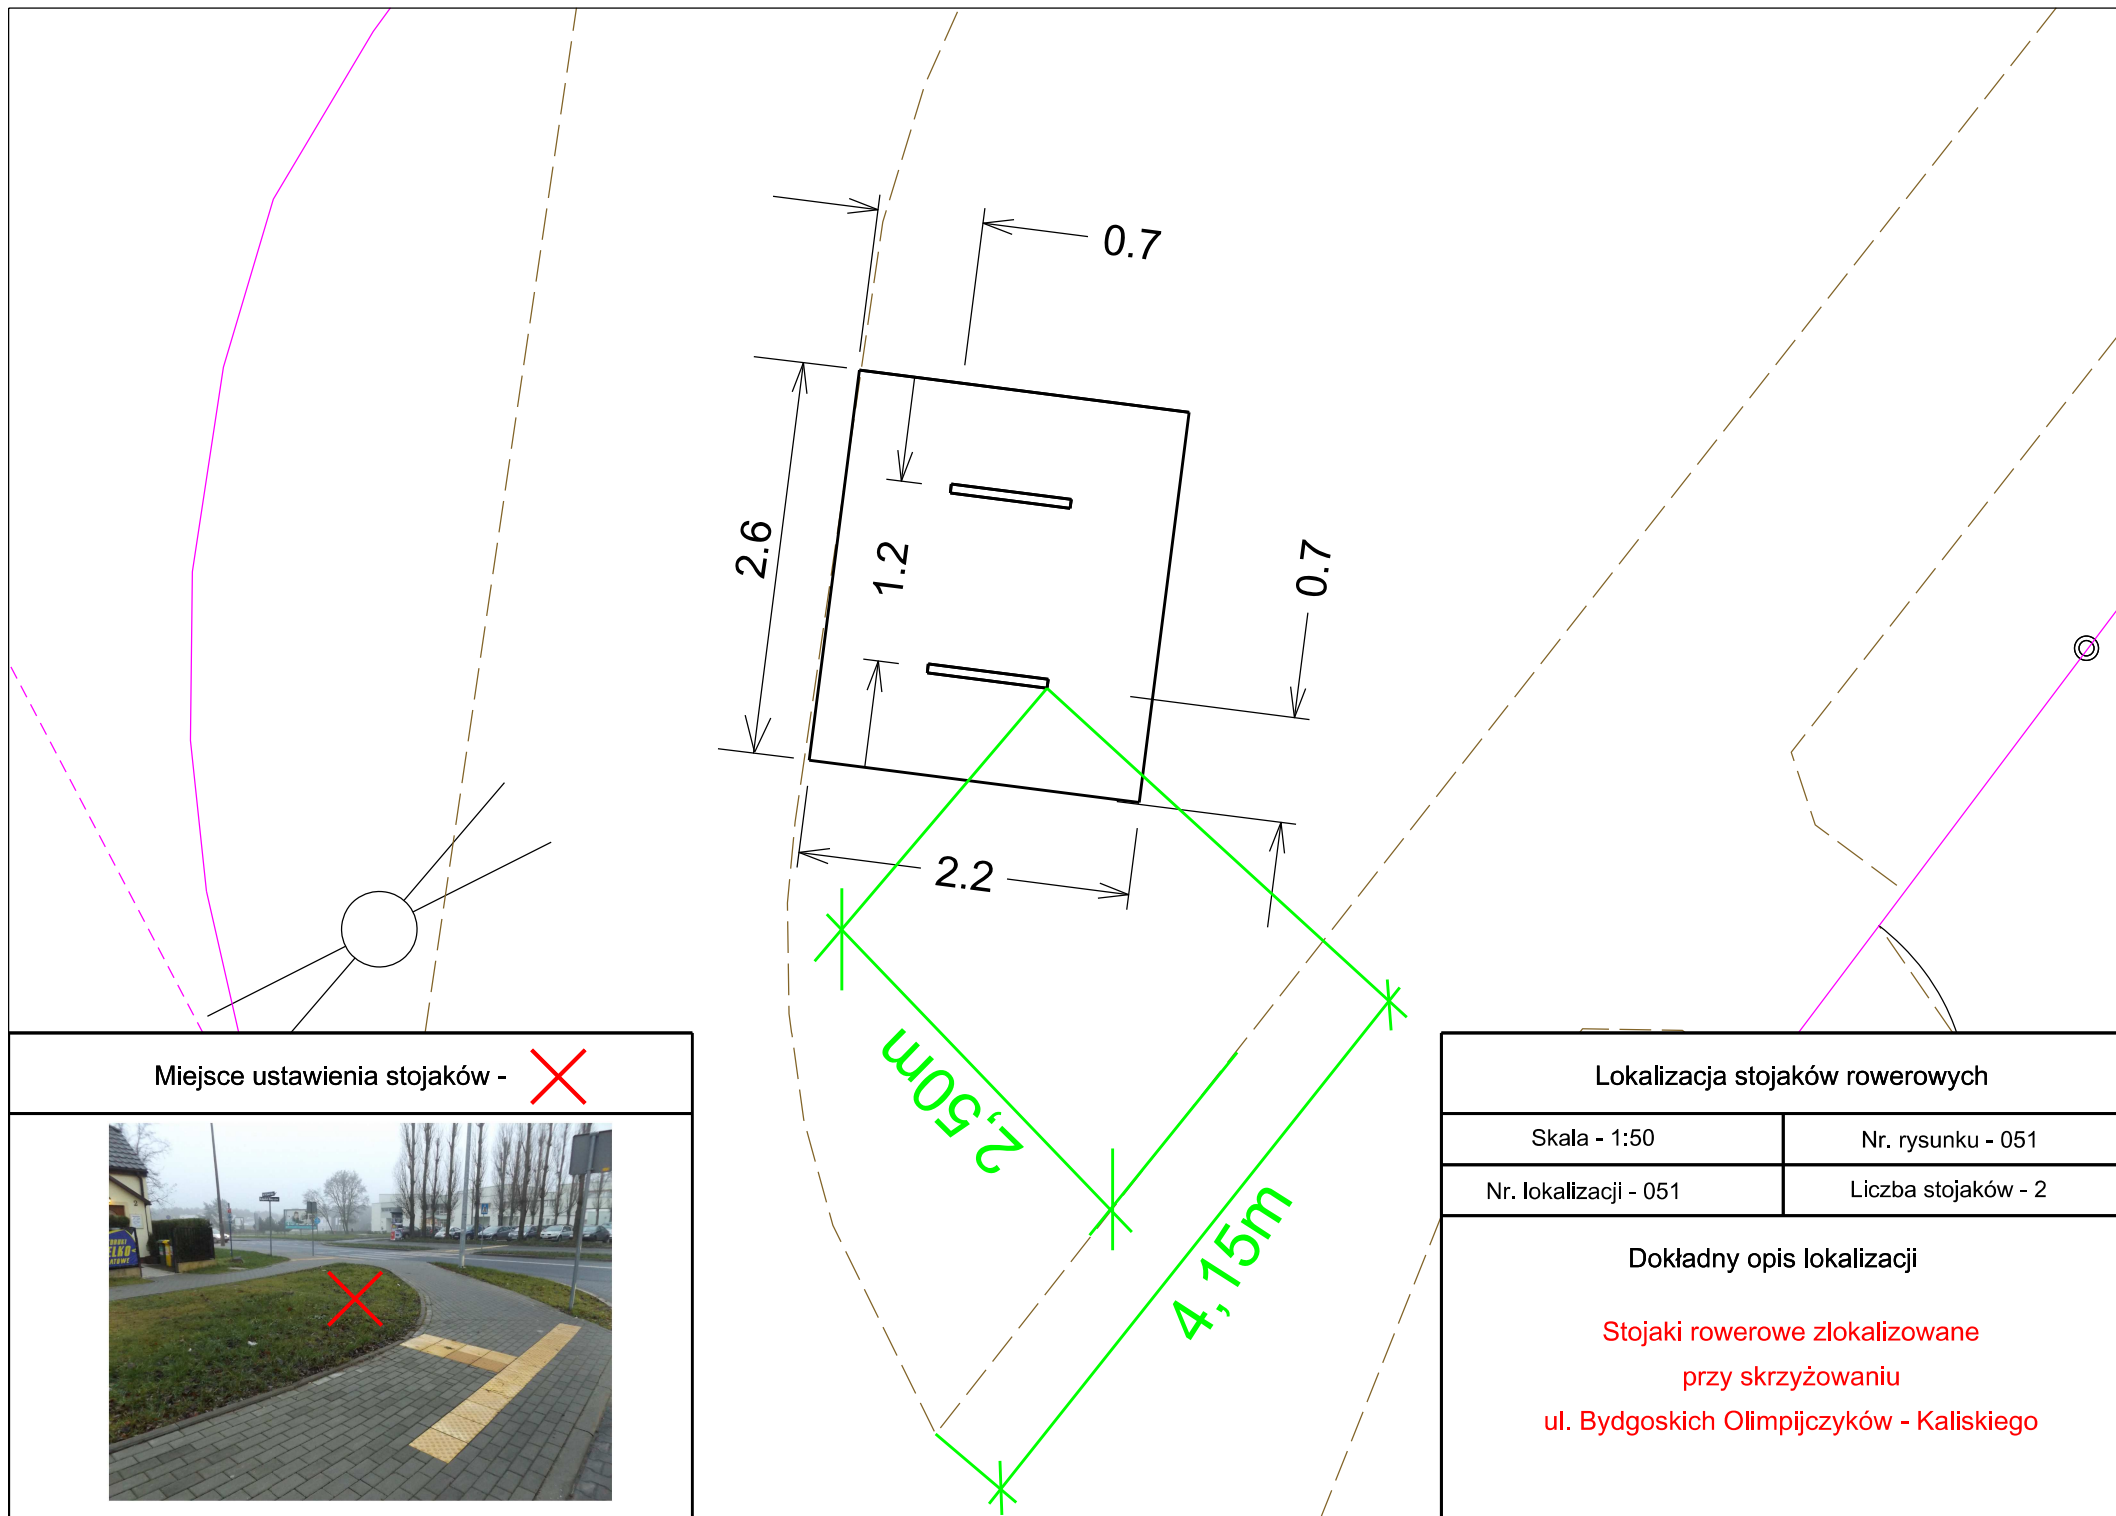 0.7
2.6
1.2
0.7
2.2
2,50m
4,15m
Miejsce ustawienia stojaków -
Lokalizacja stojaków rowerowych
Skala - 1:50
Nr. rysunku - 051
Nr. lokalizacji - 051
Liczba stojaków - 2
Dokładny opis lokalizacji
Stojaki rowerowe zlokalizowane
przy skrzyżowaniu
ul. Bydgoskich Olimpijczyków - Kaliskiego